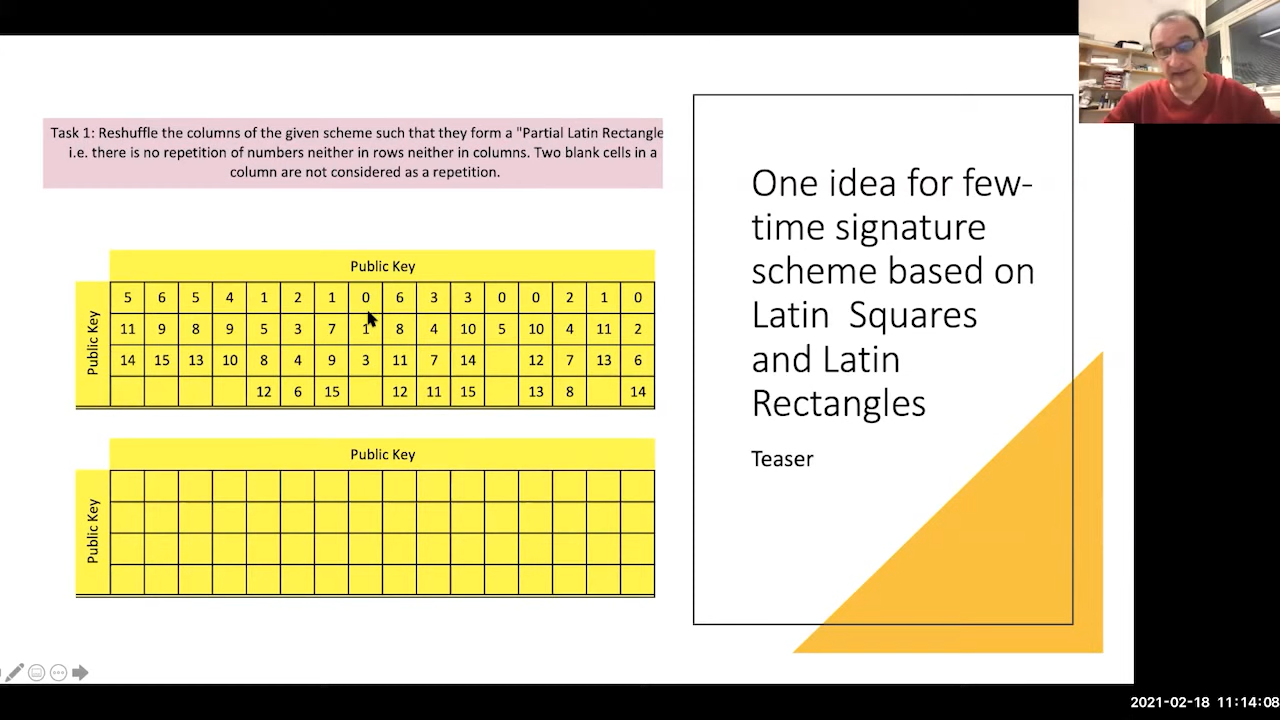 Task 1: Reshuffle the columns of the given scheme such that they form a "Partial Latin Rectangle
i.e. there is no repetition of numbers neither in rows neither in columns. Two blank cells in a
column are not considered as a repetition.
Public Key
Public Key
5 6 5 4 1 2 1 0 6 3 3 0 0 2 1 0
11 9 8 9 5 3 7 1 8 4 10 5 10 4 11 2
14 15 13 10 8 4 9 3 11 7 14 12 7 13 6
12 6 15 12 11 15 13 8 14
Public Key
Public Key
One idea for few-
time signature
scheme based on
Latin Squares
and Latin
Rectangles
Teaser
2021-02-18 11:14:08